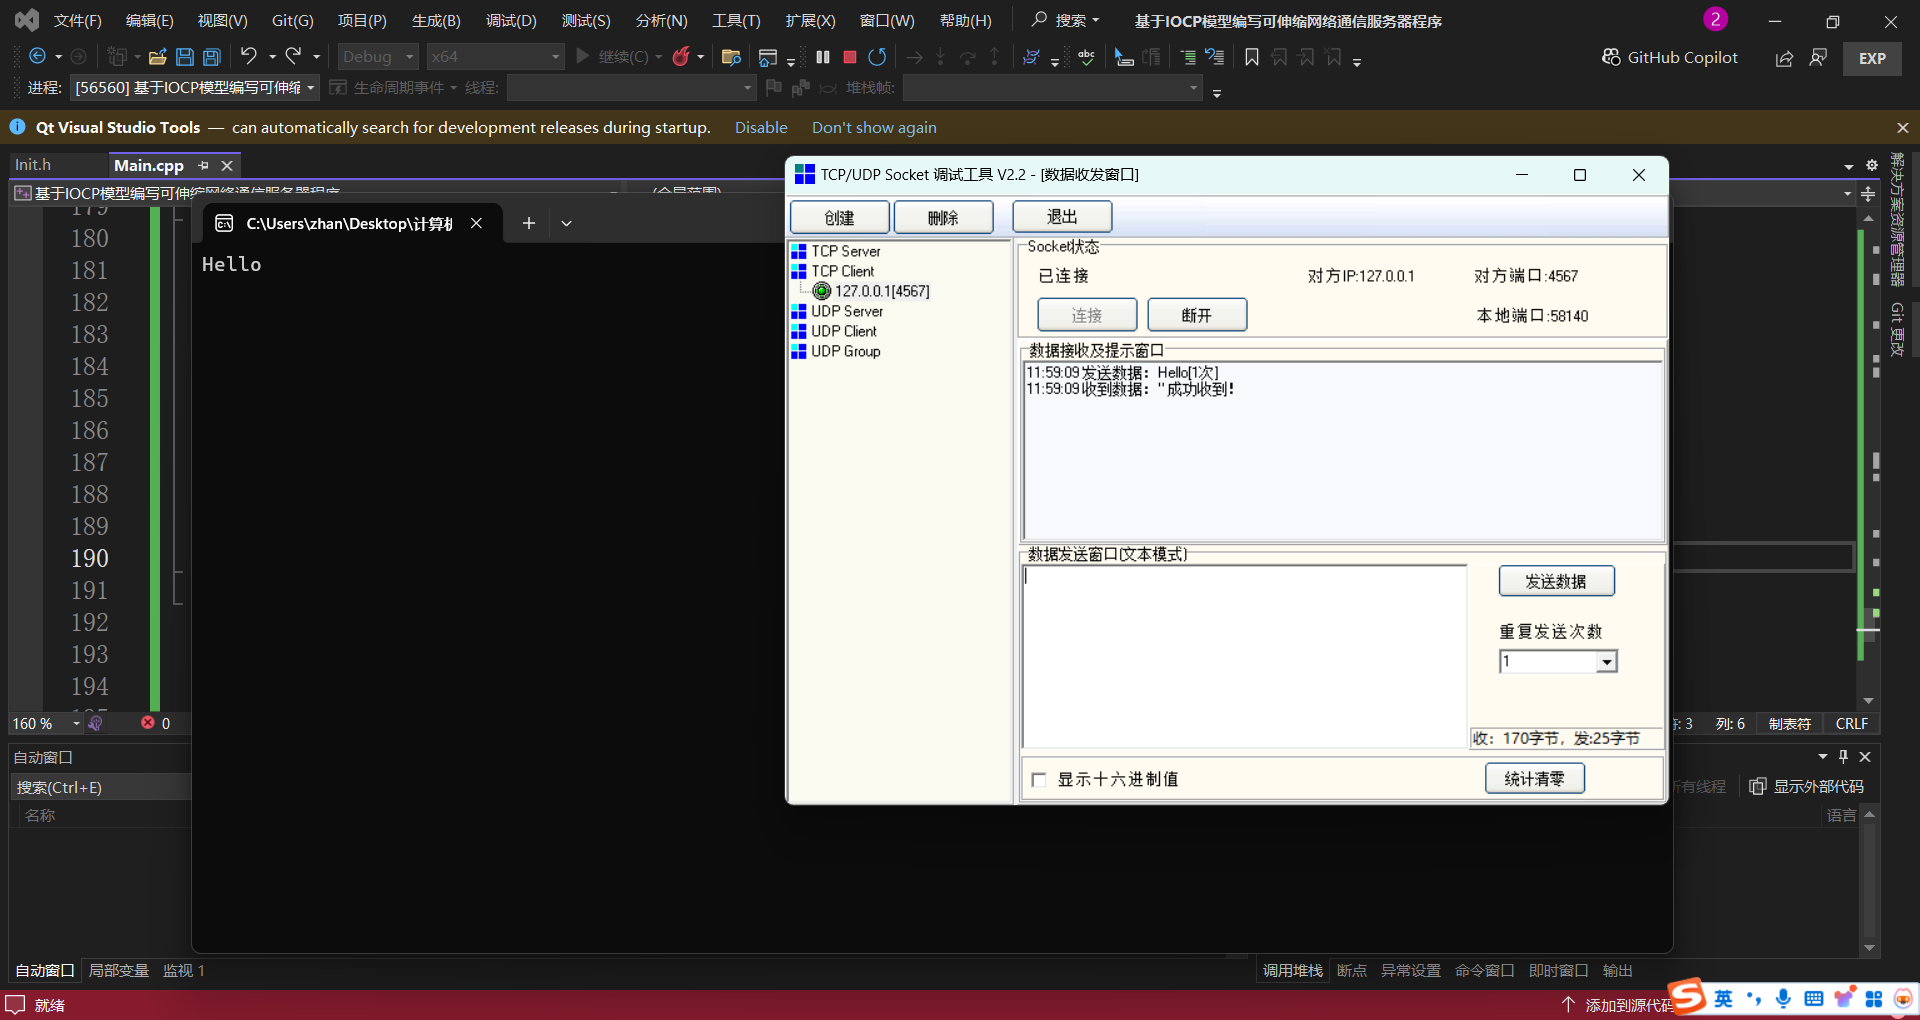 文件(F) 编辑(E) 视图(V) Git(G) 项目(P) 生成(B) 调试(D) 测试(S) 分析(N) 工具(T) 扩展(X) 窗口(W) 帮助(H) 搜索 基于IOCP模型编写可伸缩网络通信服务器程序 2
Debug x64 继续(C) abc GitHub Copilot EXP
进程: [56560] 基于IOCP模型编写可伸缩 生命周期事件 线程: 堆栈帧:
Qt Visual Studio Tools — can automatically search for development releases during startup. Disable Don't show again
Init.h Main.cpp
基于IOCP模型编写可伸缩网络通信服务器程序 (全局范围)
解决方案资源管理器
Git 更改
179
180
181
182
183
184
185
186
187
188
189
190
191
192
193
194
C:\Users\zhan\Desktop\计算机
Hello
TCP/UDP Socket 调试工具 V2.2 - [数据收发窗口]
创建 删除 退出
TCP Server
TCP Client
127.0.0.1[4567]
UDP Server
UDP Client
UDP Group
Socket状态
已连接 对方IP:127.0.0.1 对方端口:4567
连接 断开 本地端口:58140
数据接收及提示窗口
11:59:09 发送数据：Hello[1次]
11:59:09 收到数据：" 成功收到!
数据发送窗口(文本模式)
发送数据
重复发送次数
1
收：170字节，发:25字节
显示十六进制值 统计清零
160 % 0 符: 3 列: 6 制表符 CRLF
自动窗口
搜索(Ctrl+E)
名称
所有线程 显示外部代码
语言
自动窗口 局部变量 监视 1
调用堆栈 断点 异常设置 命令窗口 即时窗口 输出
就绪 添加到源代码
英